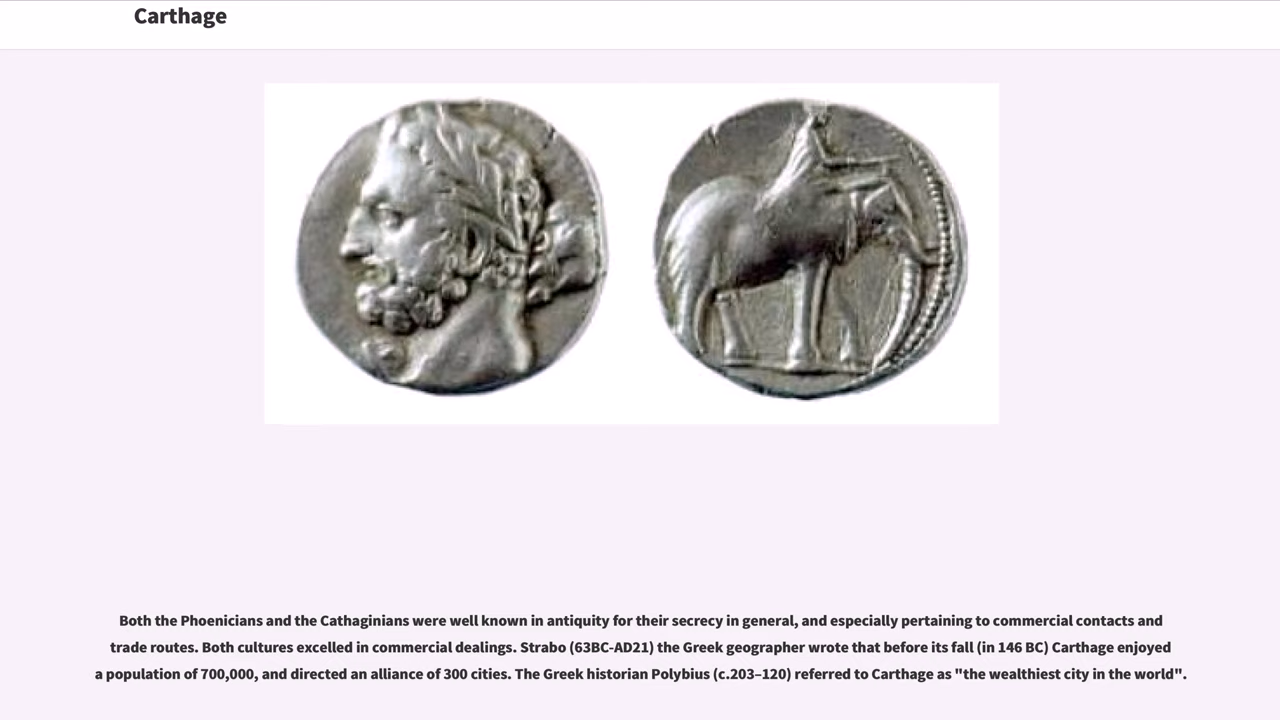 Carthage
Both the Phoenicians and the Cathaginians were well known in antiquity for their secrecy in general, and especially pertaining to commercial contacts and
trade routes. Both cultures excelled in commercial dealings. Strabo (63BC-AD21) the Greek geographer wrote that before its fall (in 146 BC) Carthage enjoyed
a population of 700,000, and directed an alliance of 300 cities. The Greek historian Polybius (c.203–120) referred to Carthage as "the wealthiest city in the world".